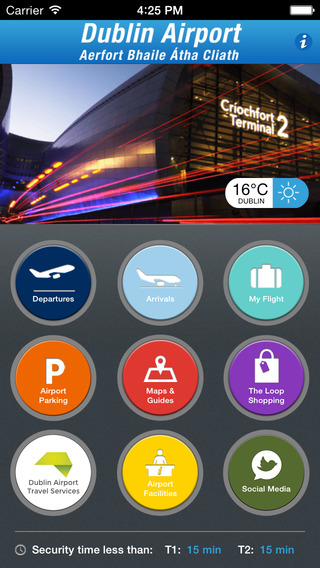 Carrier 4:25 PM
Dublin Airport
Aerfort Bhaile Átha Cliath
i
Críochfort
Terminal 2
16°C
DUBLIN
Departures
Arrivals
My Flight
P
Airport
Parking
Maps &
Guides
The Loop
Shopping
Dublin Airport
Travel Services
Airport
Facilities
Social Media
Security time less than: T1: 15 min T2: 15 min